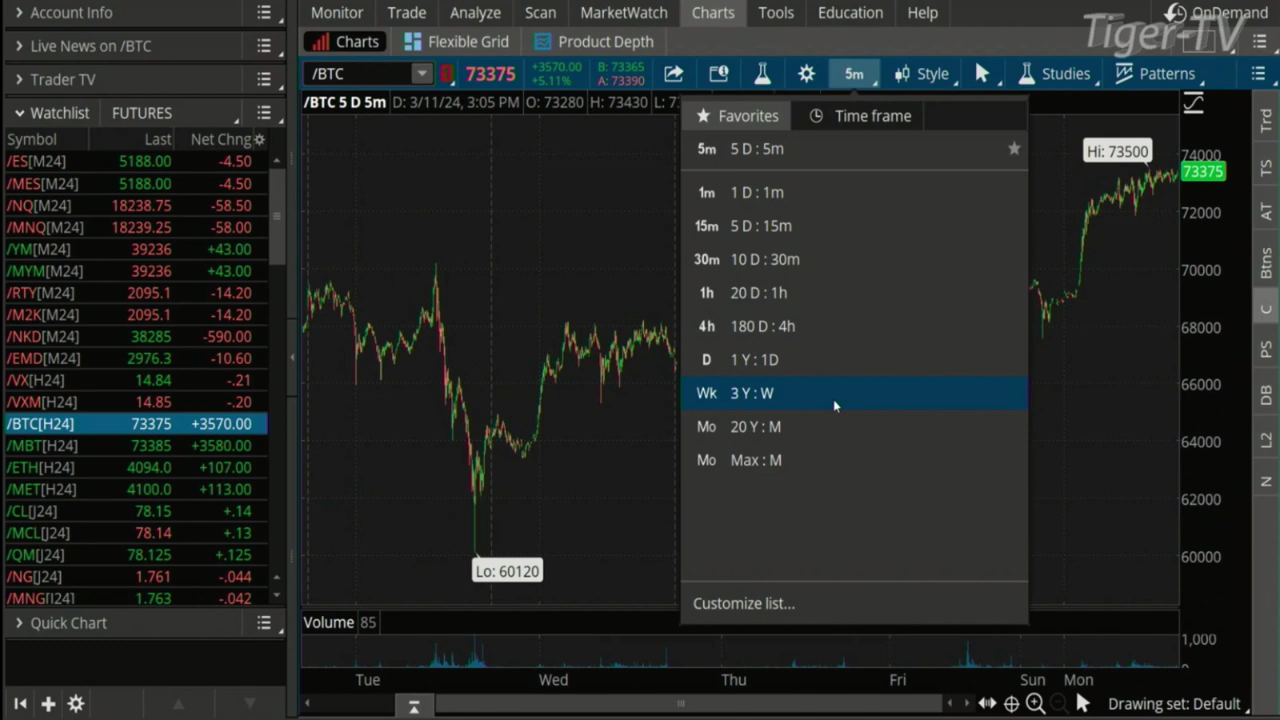 Account Info
Live News on /BTC
Trader TV
Watchlist FUTURES
Symbol Last Net Chng
/ES[M24] 5188.00 -4.50
/MES[M24] 5188.00 -4.50
/NQ[M24] 18238.75 -58.50
/MNQ[M24] 18239.25 -58.00
/YM[M24] 39236 +43.00
/MYM[M24] 39236 +43.00
/RTY[M24] 2095.1 -14.20
/M2K[M24] 2095.1 -14.20
/NKD[M24] 38285 -590.00
/EMD[M24] 2976.3 -10.60
/VX[H24] 14.84 -.21
/VXM[H24] 14.85 -.20
/BTC[H24] 73375 +3570.00
/MBT[H24] 73385 +3580.00
/ETH[H24] 4094.0 +107.00
/MET[H24] 4100.0 +113.00
/CL[J24] 78.15 +.14
/MCL[J24] 78.14 +.13
/QM[J24] 78.125 +.125
/NG[J24] 1.761 -.044
/MNG[J24] 1.763 -.042
Quick Chart
Monitor Trade Analyze Scan MarketWatch Charts Tools Education Help OnDemand
Tiger-TV
Charts Flexible Grid Product Depth
/BTC 73375 +3570.00 B: 73365 5m Style Studies Patterns
+5.11% A: 73390
/BTC 5 D 5m D: 3/11/24, 3:05 PM O: 73280 H: 73430 L: 7
Favorites Time frame
5m 5 D : 5m
1m 1 D : 1m
15m 5 D : 15m
30m 10 D : 30m
1h 20 D : 1h
4h 180 D : 4h
D 1 Y : 1D
Wk 3 Y : W
Mo 20 Y : M
Mo Max : M
Customize list...
Hi: 73500
Lo: 60120
74000
73375
72000
70000
68000
66000
64000
62000
60000
Volume 85
1,000
0
Tue Wed Thu Fri Sun Mon
Drawing set: Default
Trd
TS
AT
Btns
C
PS
DB
L2
N